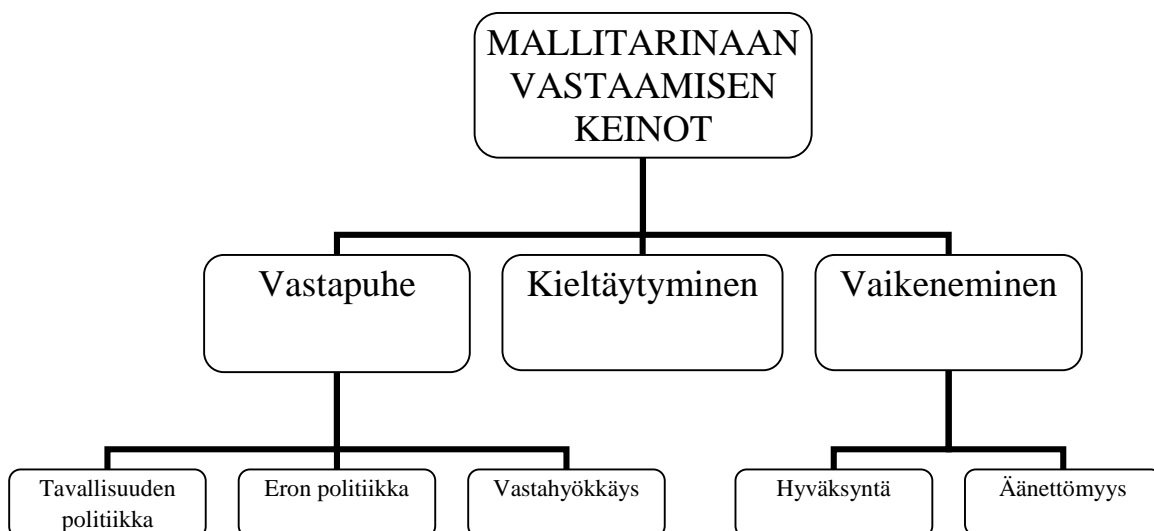 MALLITARINAAN
VASTAAMISEN
KEINOT
Vastapuhe
Kieltäytyminen
Vaikeneminen
Tavallisuuden
politiikka
Eron politiikka
Vastahyökkäys
Hyväksyntä
Äänettömyys